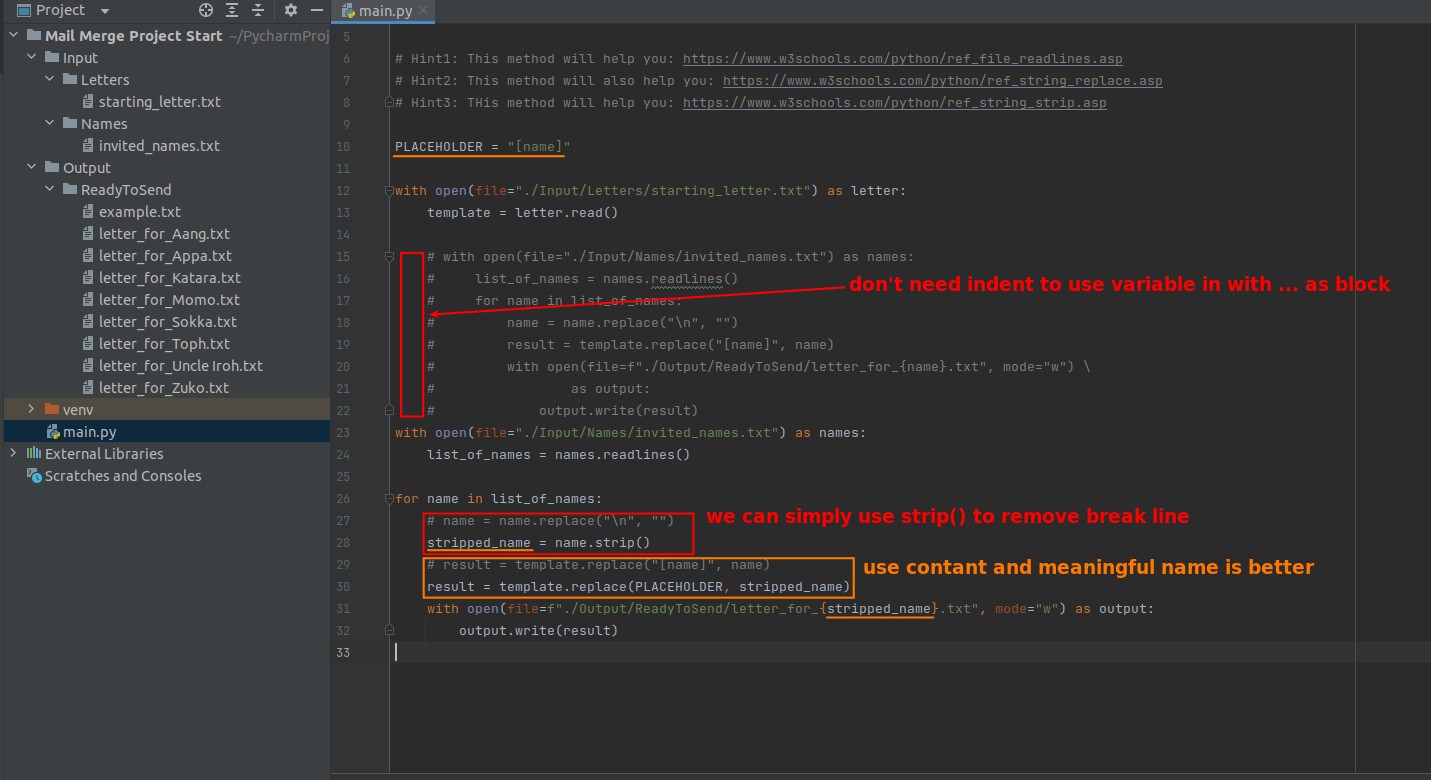 Project
Mail Merge Project Start ~/PycharmProj
Input
Letters
starting_letter.txt
Names
invited_names.txt
Output
ReadyToSend
example.txt
letter_for_Aang.txt
letter_for_Appa.txt
letter_for_Katara.txt
letter_for_Momo.txt
letter_for_Sokka.txt
letter_for_Toph.txt
letter_for_Uncle Iroh.txt
letter_for_Zuko.txt
venv
main.py
External Libraries
Scratches and Consoles
main.py
5
6 # Hint1: This method will help you: https://www.w3schools.com/python/ref_file_readlines.asp
7 # Hint2: This method will also help you: https://www.w3schools.com/python/ref_string_replace.asp
8 # Hint3: THis method will help you: https://www.w3schools.com/python/ref_string_strip.asp
9
10 PLACEHOLDER = "[name]"
11
12 with open(file="./Input/Letters/starting_letter.txt") as letter:
13 template = letter.read()
14
15 # with open(file="./Input/Names/invited_names.txt") as names:
16 # list_of_names = names.readlines()
don't need indent to use variable in with ... as block
17 # for name in list_of_names:
18 # name = name.replace("\n", "")
19 # result = template.replace("[name]", name)
20 # with open(file=f"./Output/ReadyToSend/letter_for_{name}.txt", mode="w") \
21 # as output:
22 # output.write(result)
23 with open(file="./Input/Names/invited_names.txt") as names:
24 list_of_names = names.readlines()
25
26 for name in list_of_names:
27 # name = name.replace("\n", "")
we can simply use strip() to remove break line
28 stripped_name = name.strip()
29 # result = template.replace("[name]", name)
use contant and meaningful name is better
30 result = template.replace(PLACEHOLDER, stripped_name)
31 with open(file=f"./Output/ReadyToSend/letter_for_{stripped_name}.txt", mode="w") as output:
32 output.write(result)
33